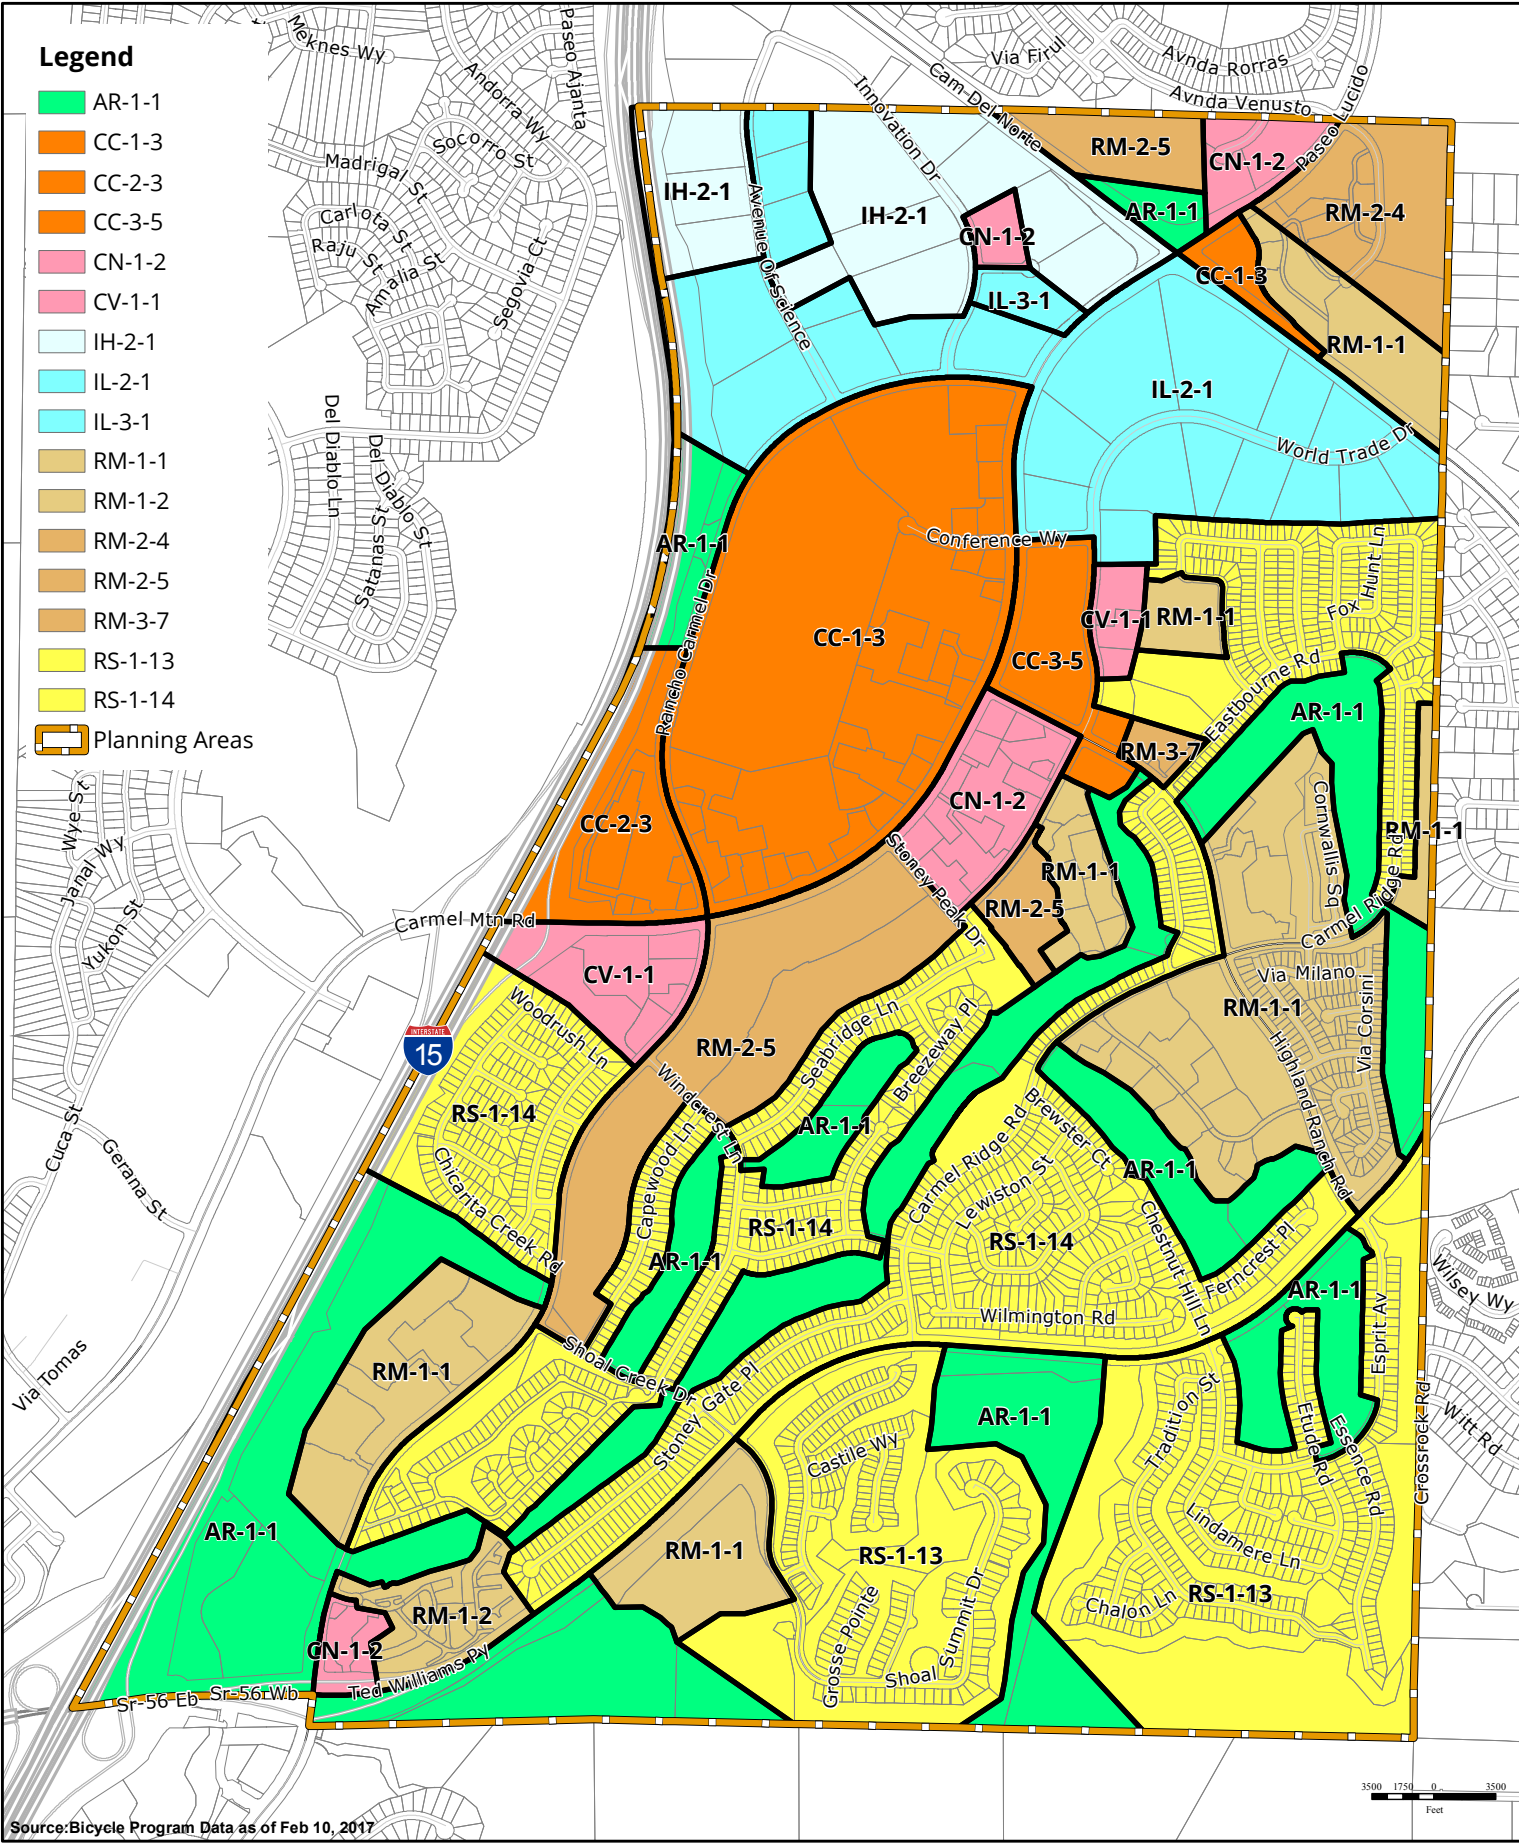 Legend
AR-1-1
CC-1-3
CC-2-3
CC-3-5
CN-1-2
CV-1-1
IH-2-1
IL-2-1
IL-3-1
RM-1-1
RM-1-2
RM-2-4
RM-2-5
RM-3-7
RS-1-13
RS-1-14
Planning Areas
Meknes Wy
Andorra Wy
Paseo Ajanta
Socorro St
Madrigal St
Carlota St
Raju St
Amalia St
Segovia Ct
Del Diablo Ln
Del Diablo St
Satanas St
Via Firul
Avnda Rorras
Avnda Venusto
Paseo Lucido
Cam Del Norte
Innovation Dr
Avenue Of Science
RM-2-5
CN-1-2
AR-1-1
RM-2-4
IH-2-1
IH-2-1
CN-1-2
CC-1-3
IL-3-1
RM-1-1
IL-2-1
World Trade Dr
Conference Wy
AR-1-1
Rancho Carmel Dr
CC-1-3
CC-3-5
CV-1-1
RM-1-1
Fox Hunt Ln
Eastbourne Rd
AR-1-1
RM-3-7
CN-1-2
CC-2-3
Stoney Peak Dr
RM-1-1
RM-2-5
Cornwallis Sq
RM-1-1
Carmel Ridge Rd
Wye St
Janal Wy
Yukon St
Carmel Mtn Rd
CV-1-1
Woodrush Ln
INTERSTATE
15
RM-2-5
Seabridge Ln
Breezeway Pl
Via Milano
RM-1-1
Via Corsini
Highland Ranch Rd
Cuca St
Gerana St
RS-1-14
Chicarita Creek Rd
Windcrest Ln
Capewood Ln
AR-1-1
AR-1-1
RS-1-14
Carmel Ridge Rd
Brewster Ct
Lewiston St
RS-1-14
AR-1-1
Chestnut Hill Ln
Ferncrest Pl
Wilmington Rd
AR-1-1
Esprit Av
Wilsey Wy
Witt Rd
Crossrock Rd
Via Tomas
RM-1-1
Shoal Creek Dr
Stoney Gate Pl
AR-1-1
Castile Wy
Tradition St
Etude Rd
Essence Rd
Lindamere Ln
AR-1-1
RM-1-1
RS-1-13
Grosse Pointe
Shoal Summit Dr
Chalon Ln
RS-1-13
RM-1-2
CN-1-2
Ted Williams Py
Sr-56 Eb
Sr-56 Wb
3500 1750 0 3500
Feet
Source:Bicycle Program Data as of Feb 10, 2017